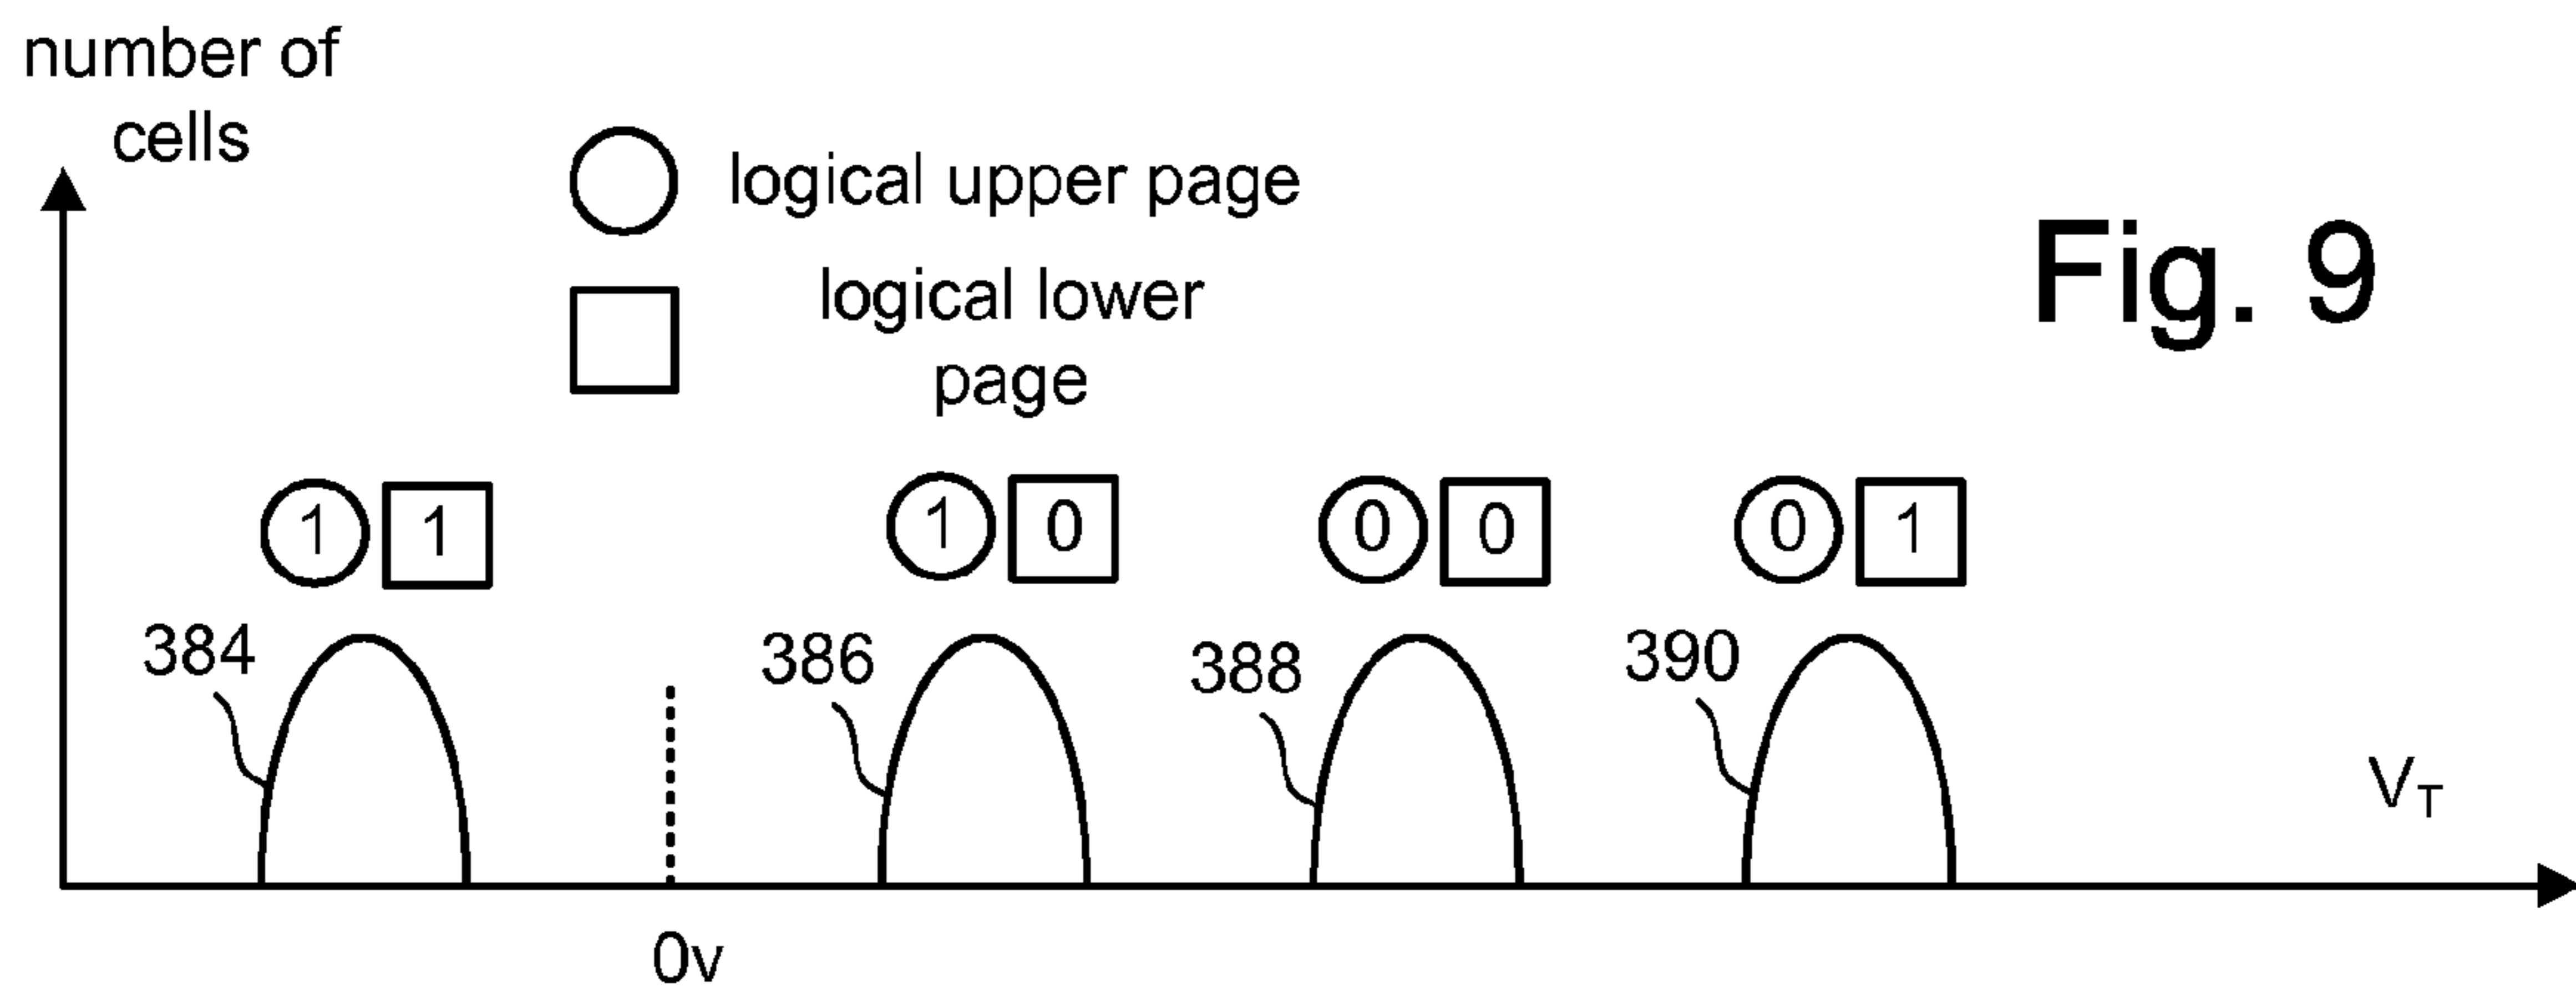 number of
cells
logical upper page
logical lower
page
Fig. 9
1 1
1 0
0 0
0 1
384
386
388
390
V_T
0v